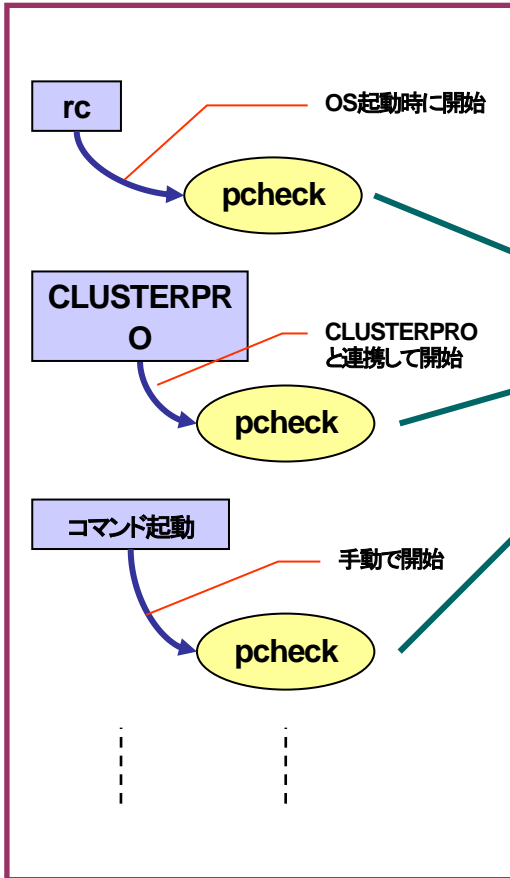 rc
OS起動時に開始
pcheck
CLUSTERPR
O
CLUSTERPRO
と連携して開始
pcheck
コマンド起動
手動で開始
pcheck